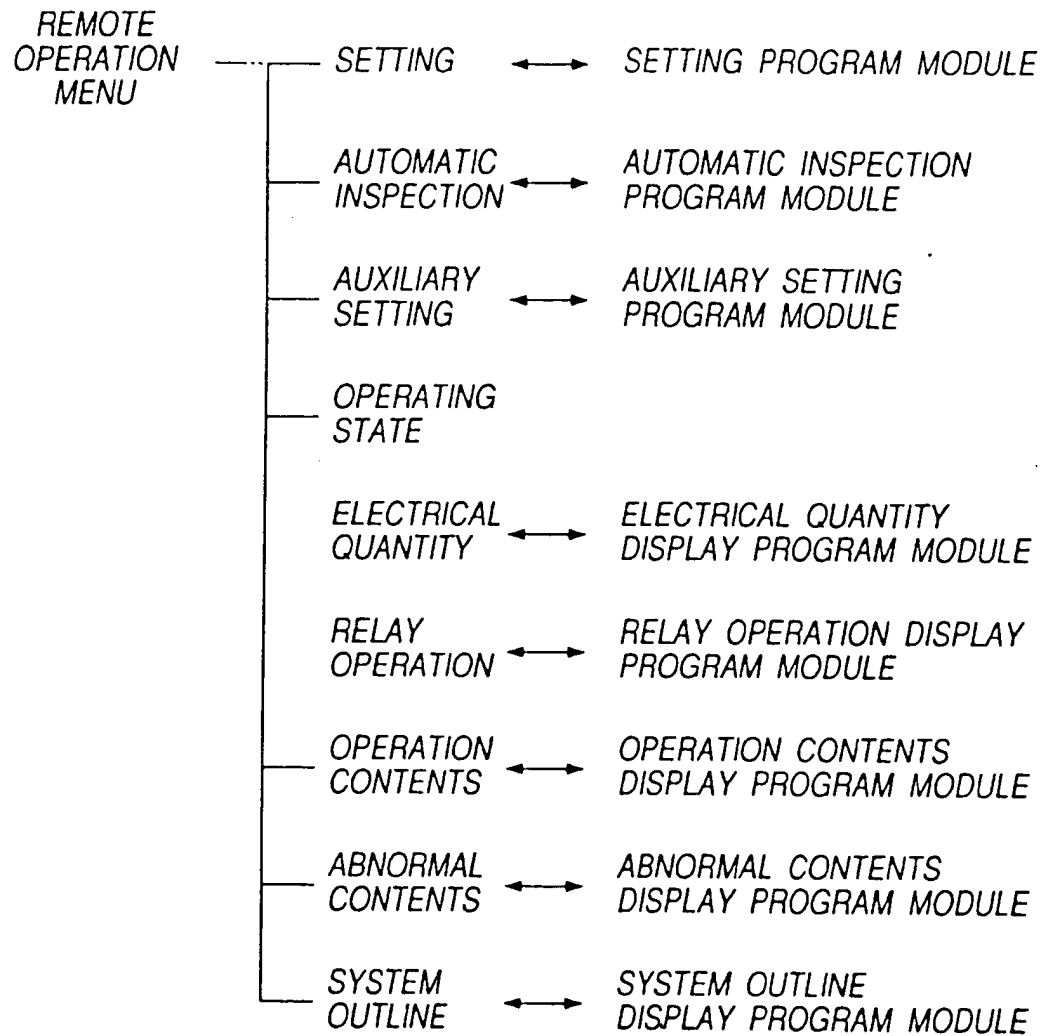 REMOTE
OPERATION
MENU
SETTING
SETTING PROGRAM MODULE
AUTOMATIC
INSPECTION
AUTOMATIC INSPECTION
PROGRAM MODULE
AUXILIARY
SETTING
AUXILIARY SETTING
PROGRAM MODULE
OPERATING
STATE
ELECTRICAL
QUANTITY
ELECTRICAL QUANTITY
DISPLAY PROGRAM MODULE
RELAY
OPERATION
RELAY OPERATION DISPLAY
PROGRAM MODULE
OPERATION
CONTENTS
OPERATION CONTENTS
DISPLAY PROGRAM MODULE
ABNORMAL
CONTENTS
ABNORMAL CONTENTS
DISPLAY PROGRAM MODULE
SYSTEM
OUTLINE
SYSTEM OUTLINE
DISPLAY PROGRAM MODULE